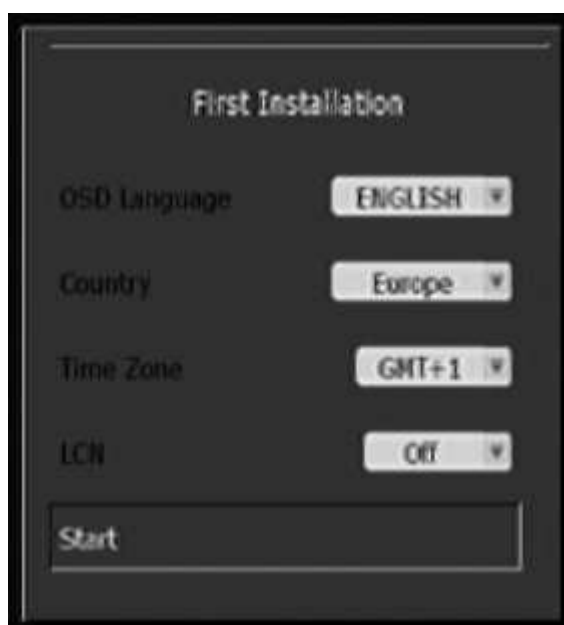 First Installation
OSD Language ENGLISH
Country Europe
Time Zone GMT+1
LCN Off
Start